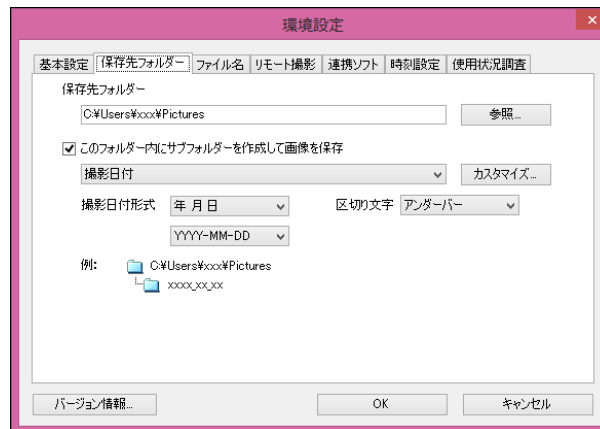 環境設定
×
基本設定 保存先フォルダー ファイル名 リモート撮影 連携ソフト 時刻設定 使用状況調査
保存先フォルダー
C:¥Users¥xxx¥Pictures 参照...
このフォルダー内にサブフォルダーを作成して画像を保存
撮影日付 カスタマイズ...
撮影日付形式 年 月 日 区切り文字 アンダーバー
YYYY-MM-DD
例: C:¥Users¥xxx¥Pictures
xxxx_xx_xx
バージョン情報... OK キャンセル